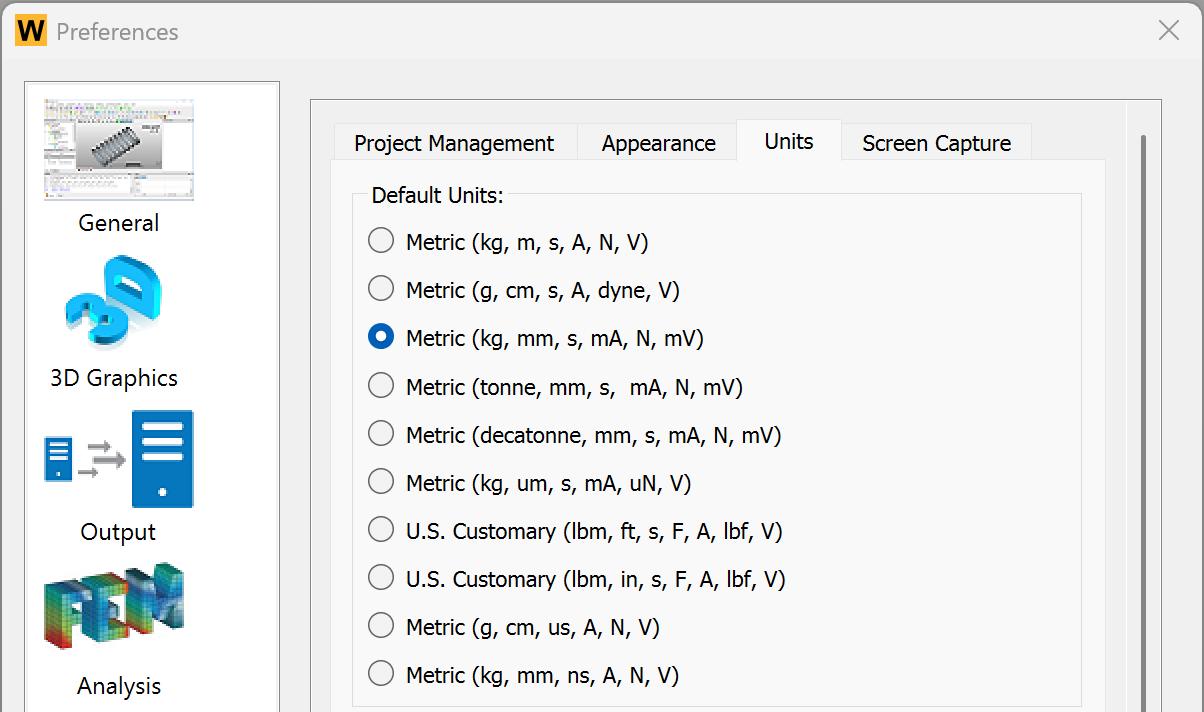 W Preferences
General
3D
3D Graphics
Output
FEM
Analysis
Project Management Appearance Units Screen Capture
Default Units:
Metric (kg, m, s, A, N, V)
Metric (g, cm, s, A, dyne, V)
Metric (kg, mm, s, mA, N, mV)
Metric (tonne, mm, s,  mA, N, mV)
Metric (decatonne, mm, s, mA, N, mV)
Metric (kg, um, s, mA, uN, V)
U.S. Customary (lbm, ft, s, F, A, lbf, V)
U.S. Customary (lbm, in, s, F, A, lbf, V)
Metric (g, cm, us, A, N, V)
Metric (kg, mm, ns, A, N, V)